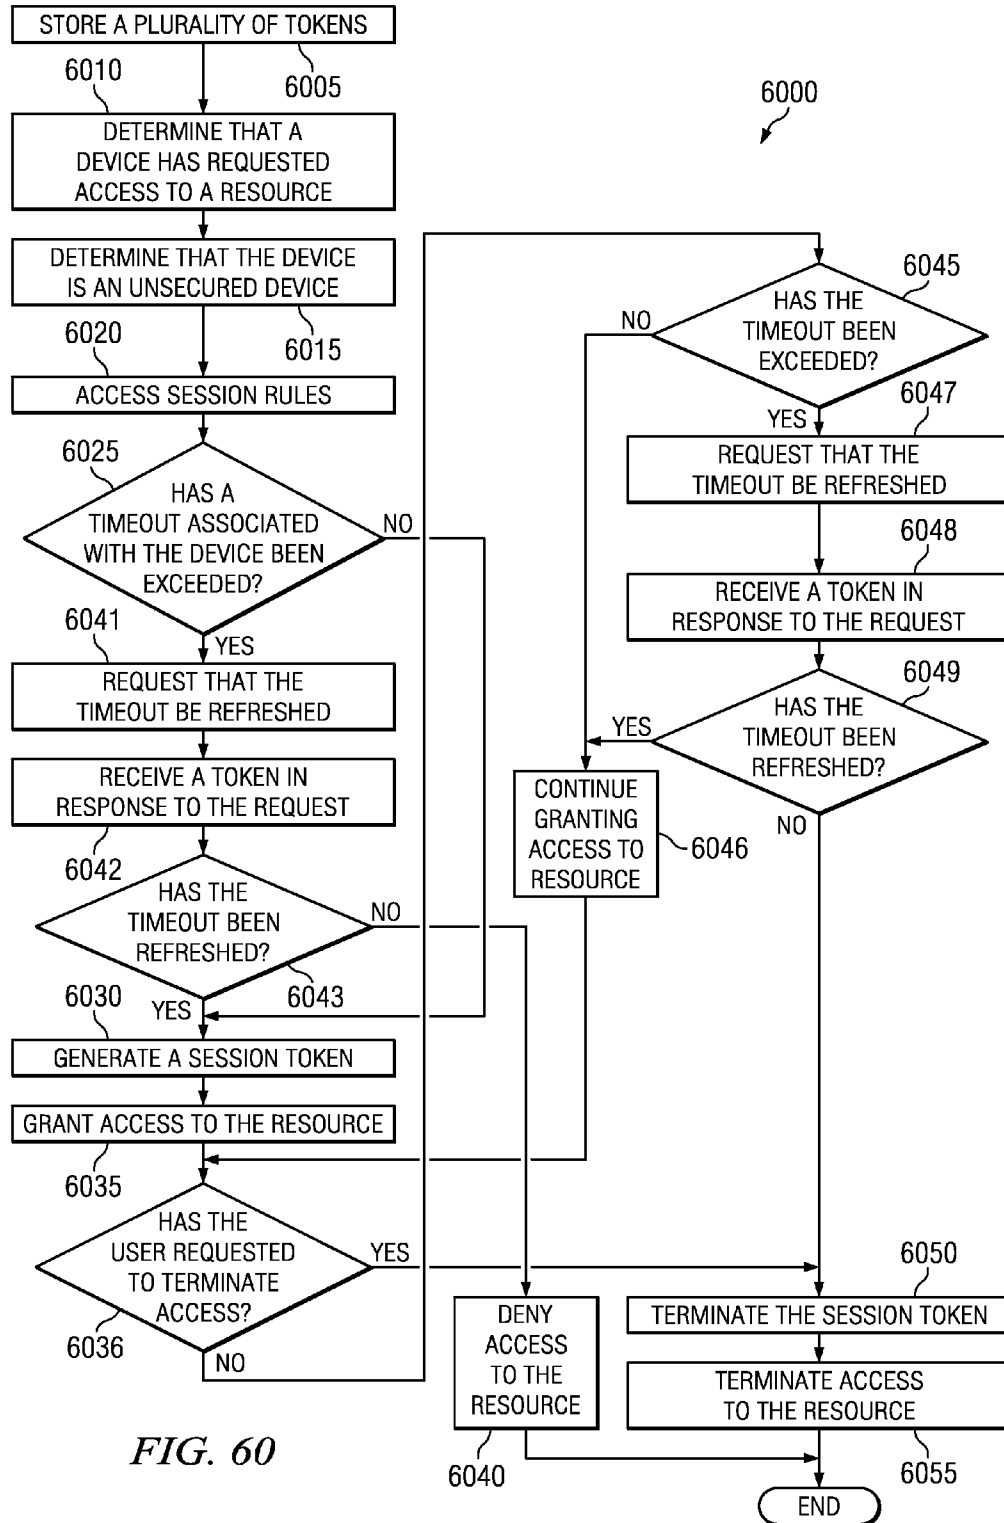 STORE A PLURALITY OF TOKENS
6005
6010
DETERMINE THAT A
DEVICE HAS REQUESTED
ACCESS TO A RESOURCE
DETERMINE THAT THE DEVICE
IS AN UNSECURED DEVICE
6015
6020
ACCESS SESSION RULES
6025
HAS A
TIMEOUT ASSOCIATED
WITH THE DEVICE BEEN
EXCEEDED?
NO
YES
6041
REQUEST THAT THE
TIMEOUT BE REFRESHED
RECEIVE A TOKEN IN
RESPONSE TO THE REQUEST
6042
HAS THE
TIMEOUT BEEN
REFRESHED?
NO
6043
YES
6030
GENERATE A SESSION TOKEN
GRANT ACCESS TO THE RESOURCE
6035
HAS THE
USER REQUESTED
TO TERMINATE
ACCESS?
YES
6036
NO
6000
6045
HAS THE
TIMEOUT BEEN
EXCEEDED?
NO
YES
6047
REQUEST THAT THE
TIMEOUT BE REFRESHED
6048
RECEIVE A TOKEN IN
RESPONSE TO THE REQUEST
6049
HAS THE
TIMEOUT BEEN
REFRESHED?
YES
NO
CONTINUE
GRANTING
ACCESS TO
RESOURCE
6046
DENY
ACCESS
TO THE
RESOURCE
6040
6050
TERMINATE THE SESSION TOKEN
TERMINATE ACCESS
TO THE RESOURCE
6055
END
FIG. 60